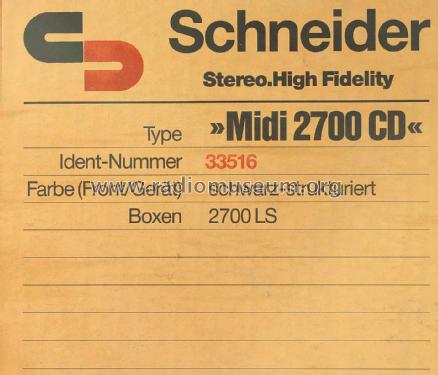 Schneider
Stereo.High Fidelity
Type »Midi 2700 CD«
Ident-Nummer 33516
Farbe (Front/Gerät) schwarz-strukturiert
www.radiomuseum.org
Boxen 2700 LS